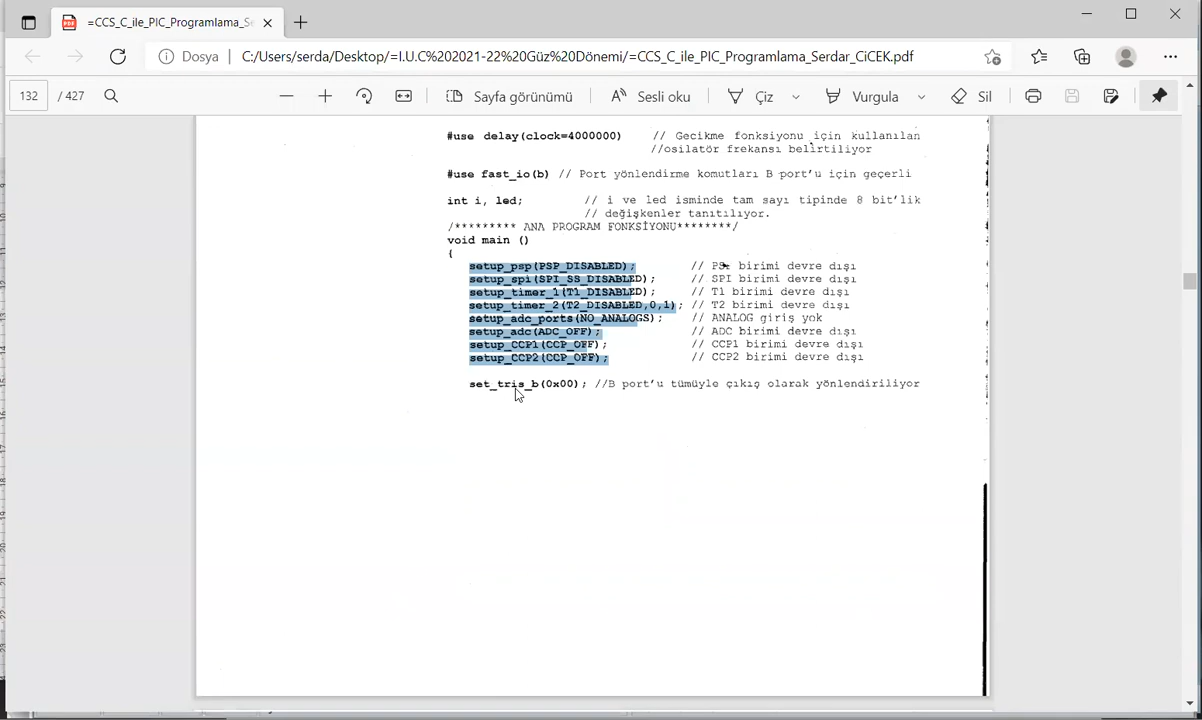 =CCS_C_ile_PIC_Programlama_Se
Dosya C:/Users/serda/Desktop/=I.U.C%202021-22%20Güz%20Dönemi/=CCS_C_ile_PIC_Programlama_Serdar_CiCEK.pdf
132 / 427 Sayfa görünümü Sesli oku Çiz Vurgula Sil
#use delay(clock=4000000) // Gecikme fonksiyonu için kullanılan
//osilatör frekansı belirtiliyor
#use fast_io(b) // Port yönlendirme komutları B port'u için geçerli
int i, led; // i ve led isminde tam sayı tipinde 8 bit'lik
// değişkenler tanıtılıyor.
/********* ANA PROGRAM FONKSİYONU********/
void main ()
{
setup_psp(PSP_DISABLED); // PSP birimi devre dışı
setup_spi(SPI_SS_DISABLED); // SPI birimi devre dışı
setup_timer_1(T1_DISABLED); // T1 birimi devre dışı
setup_timer_2(T2_DISABLED,0,1); // T2 birimi devre dışı
setup_adc_ports(NO_ANALOGS); // ANALOG giriş yok
setup_adc(ADC_OFF); // ADC birimi devre dışı
setup_CCP1(CCP_OFF); // CCP1 birimi devre dışı
setup_CCP2(CCP_OFF); // CCP2 birimi devre dışı
set_tris_b(0x00); //B port'u tümüyle çıkış olarak yönlendiriliyor